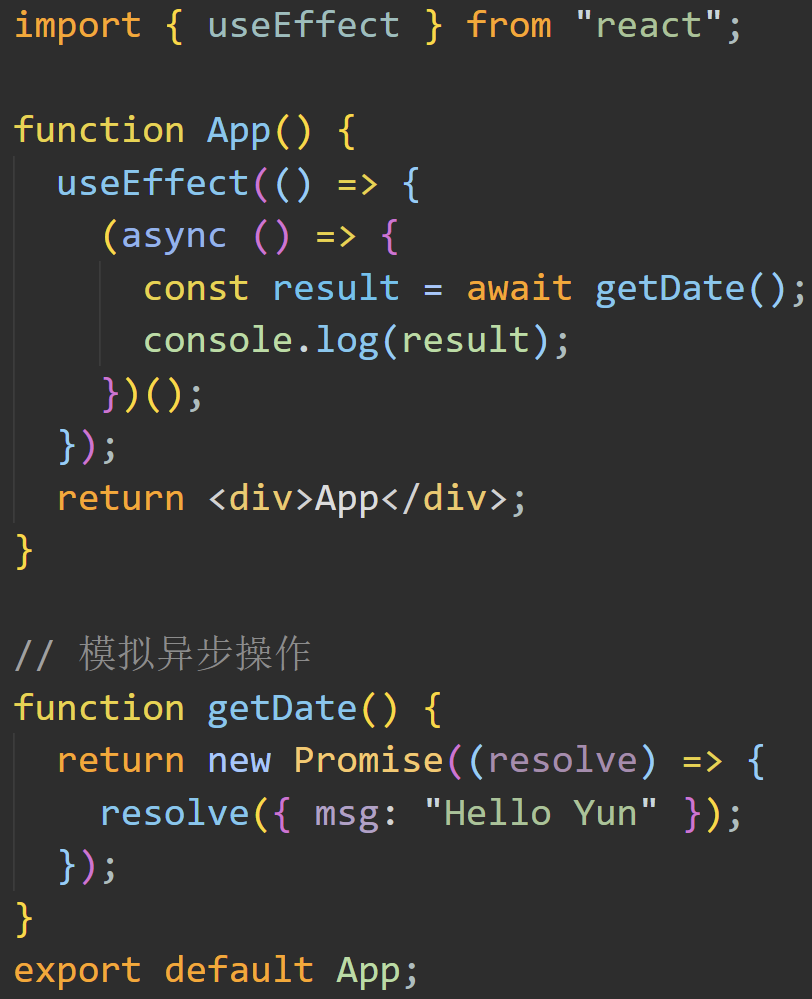 import { useEffect } from "react";
function App() {
useEffect(() => {
(async () => {
const result = await getDate();
console.log(result);
})();
});
return <div>App</div>;
}
// 模拟异步操作
function getDate() {
return new Promise((resolve) => {
resolve({ msg: "Hello Yun" });
});
}
export default App;